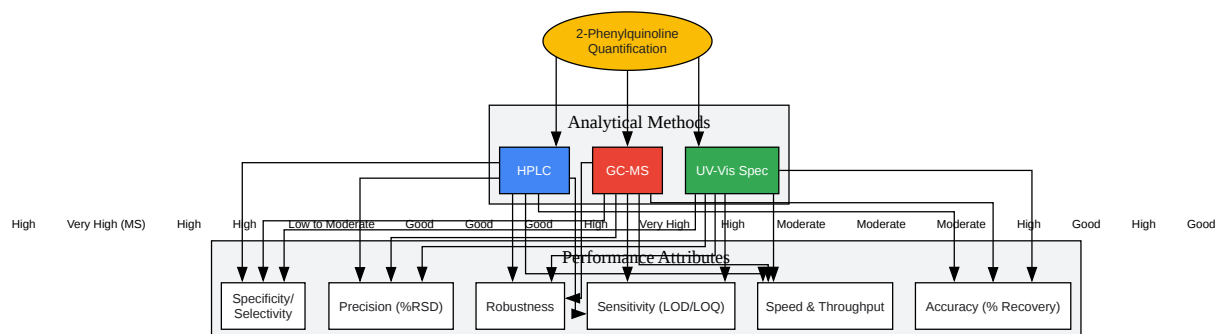 2-Phenylquinoline
Quantification
Analytical Methods
HPLC
GC-MS
UV-Vis Spec
High
Very High (MS)
High
High
Low to Moderate
Good
Good
Good
High
Very High
High
Moderate
Moderate
Moderate
High
Good
High
Good
Performance Attributes
Specificity/
Selectivity
Precision (%RSD)
Robustness
Sensitivity (LOD/LOQ)
Speed & Throughput
Accuracy (% Recovery)